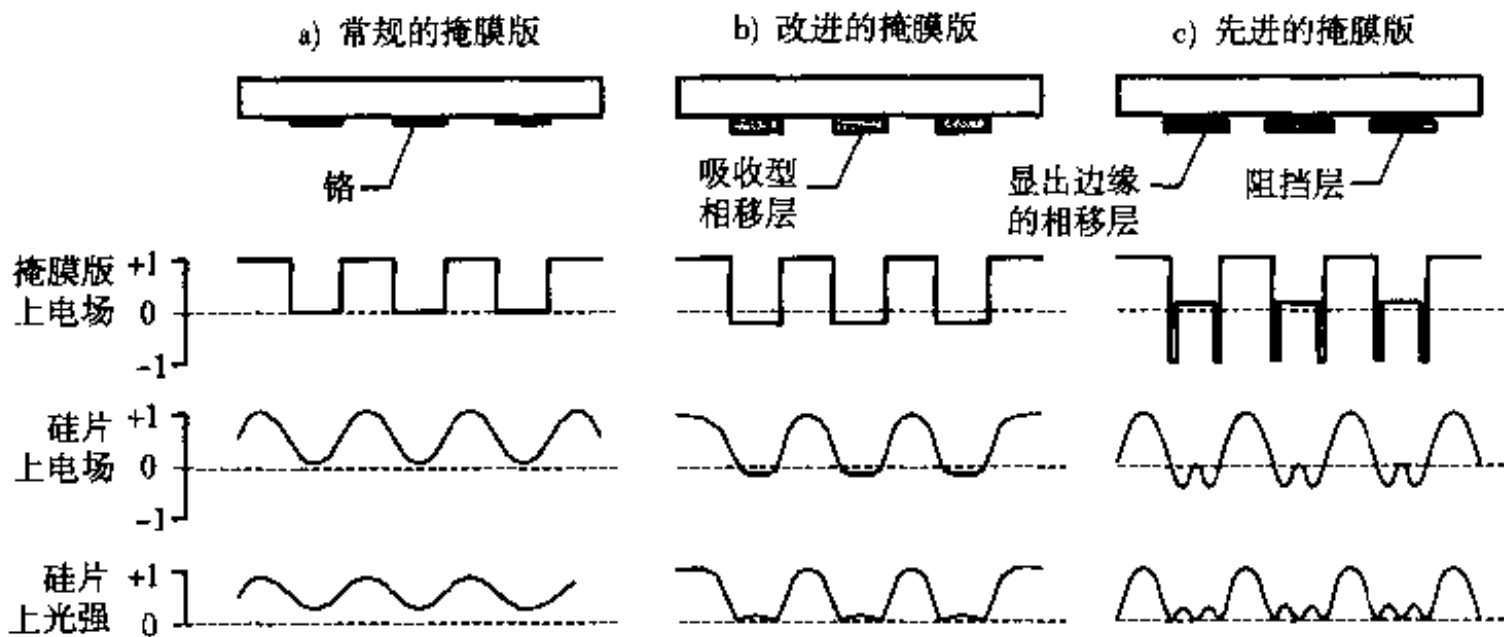 a) 常规的掩膜版
b) 改进的掩膜版
c) 先进的掩膜版
铬
吸收型
相移层
显出边缘
的相移层
阻挡层
掩膜版
上电场
+1
0
-1
硅片
上电场
+1
0
-1
硅片
上光强
+1
0